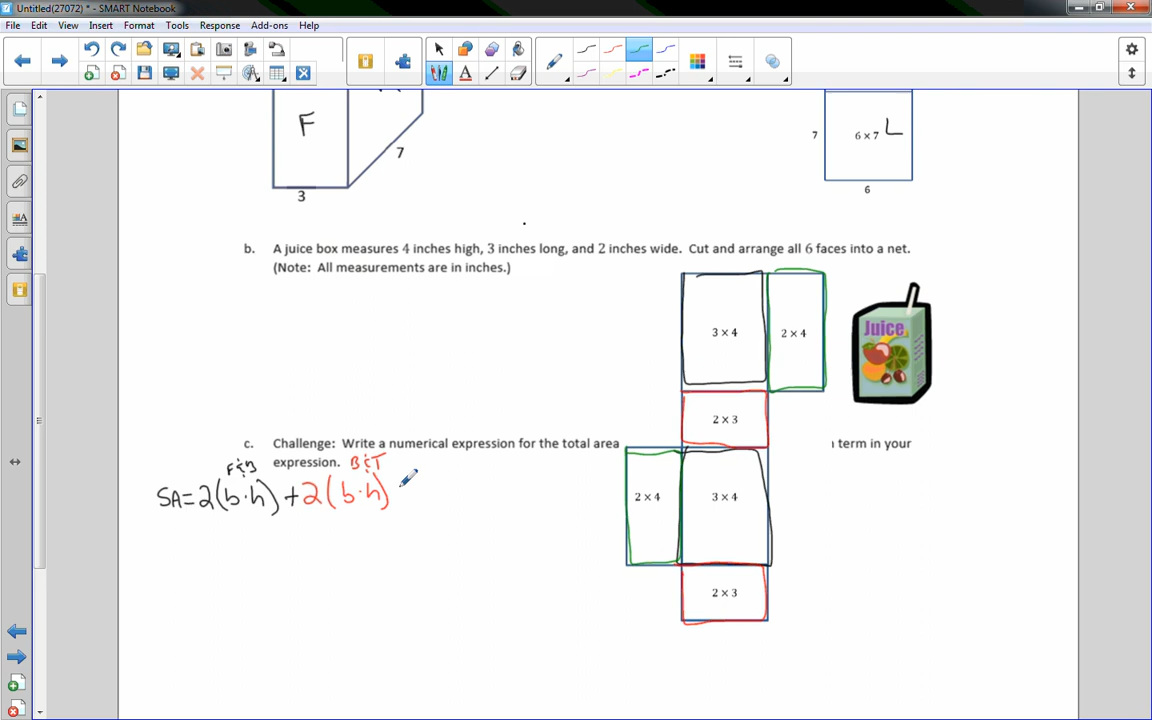 Untitled(27072) * - SMART Notebook
File Edit View Insert Format Tools Response Add-ons Help
A
F
7
3
7
6 × 7 L
6
b. A juice box measures 4 inches high, 3 inches long, and 2 inches wide. Cut and arrange all 6 faces into a net.
(Note: All measurements are in inches.)
3 × 4
2 × 4
Juice
2 × 3
c. Challenge: Write a numerical expression for the total area
term in your
expression.
F & B
B & T
SA = 2(b·h) + 2(b·h)
2 × 4
3 × 4
2 × 3